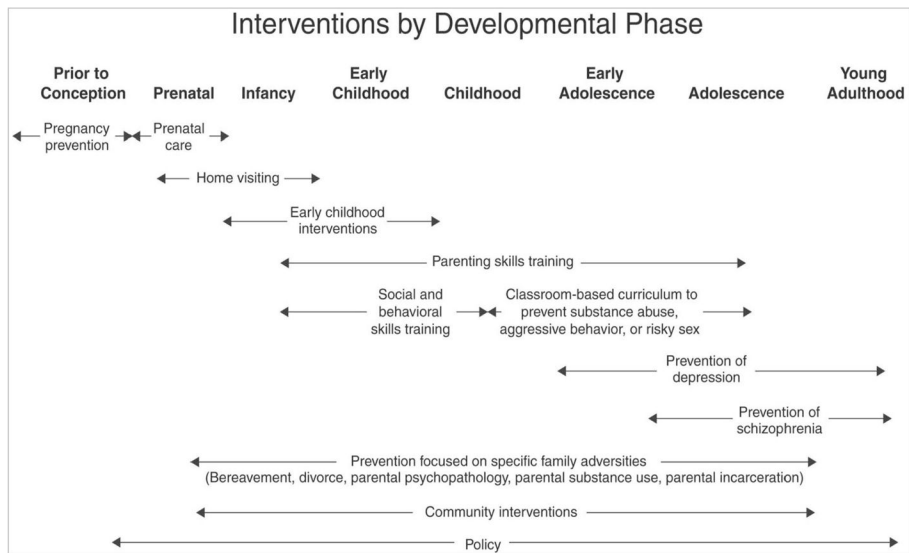 Interventions by Developmental Phase
Prior to
Conception
Prenatal
Infancy
Early
Childhood
Childhood
Early
Adolescence
Adolescence
Young
Adulthood
Pregnancy
prevention
Prenatal
care
Home visiting
Early childhood
interventions
Parenting skills training
Social and
behavioral
skills training
Classroom-based curriculum to
prevent substance abuse,
aggressive behavior, or risky sex
Prevention of
depression
Prevention of
schizophrenia
Prevention focused on specific family adversities
(Bereavement, divorce, parental psychopathology, parental substance use, parental incarceration)
Community interventions
Policy